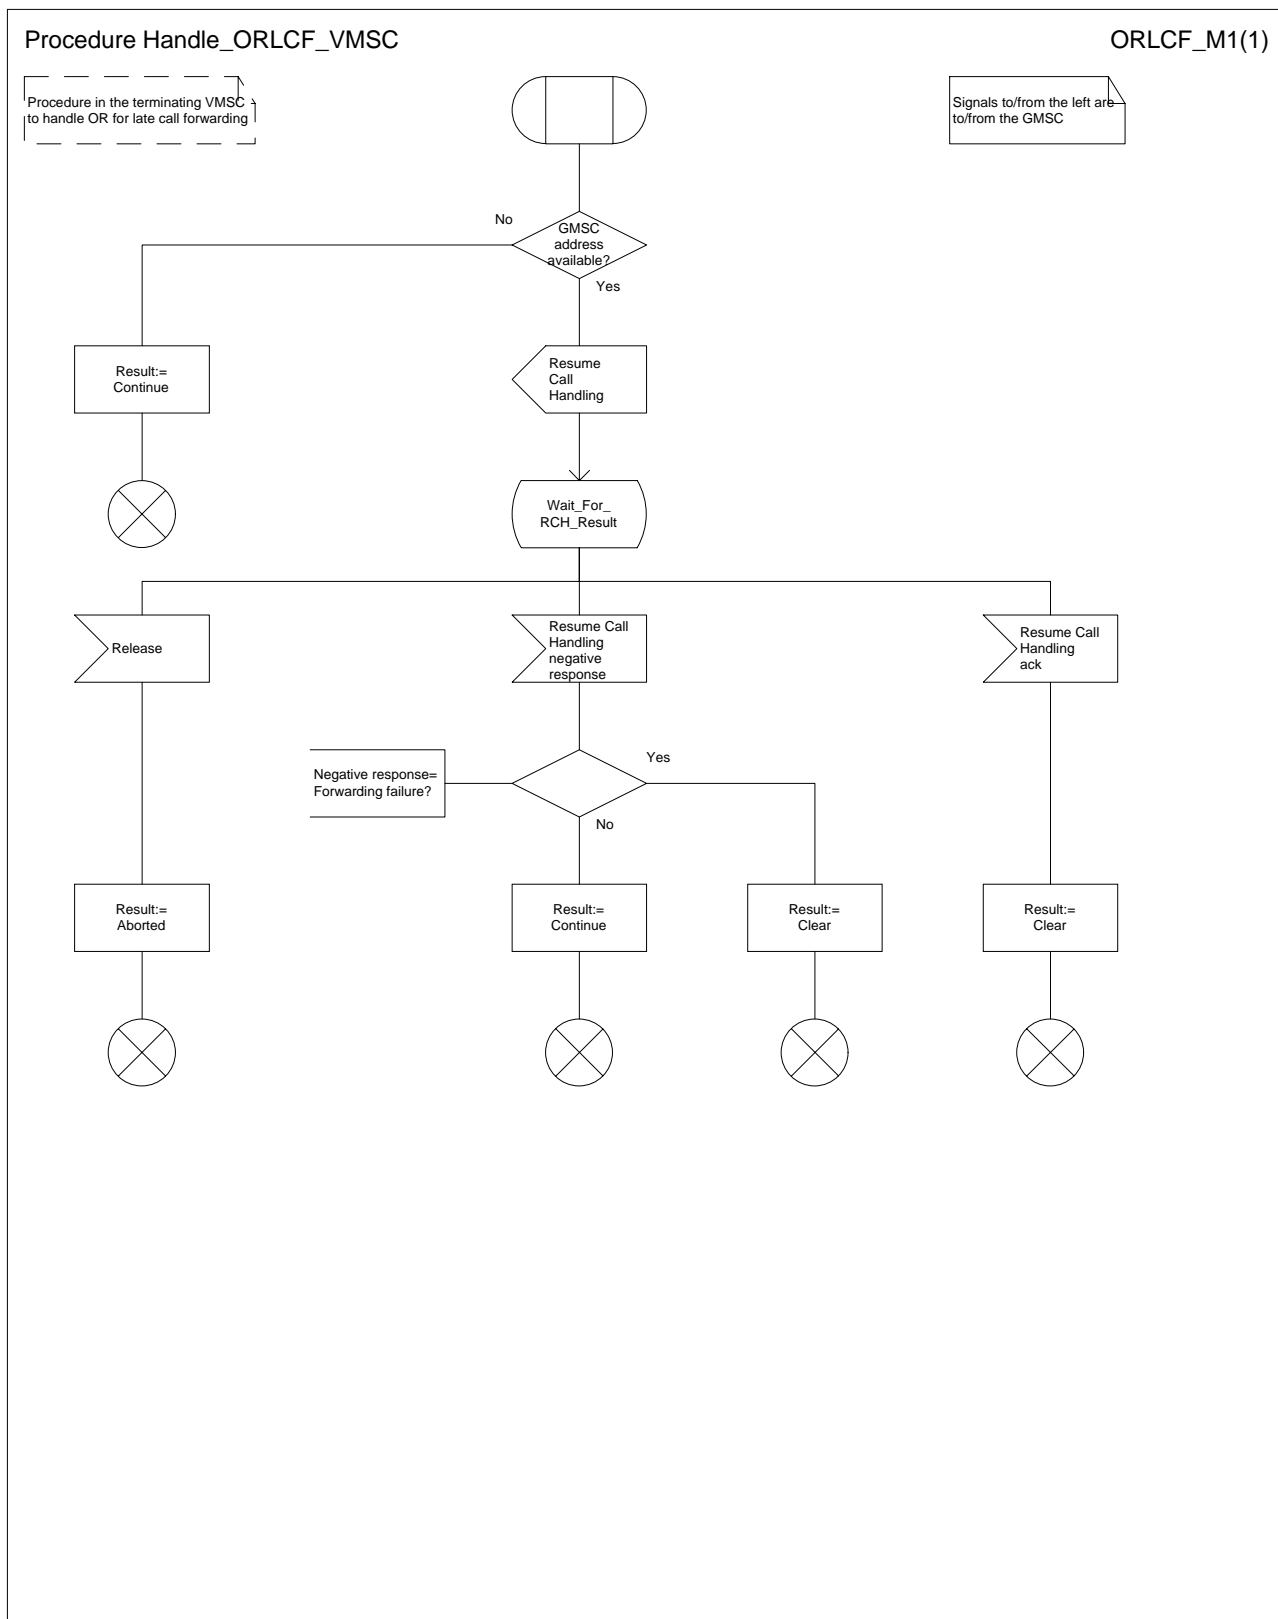 Procedure Handle_ORLCF_VMSC
ORLCF_M1(1)
Procedure in the terminating VMSC
to handle OR for late call forwarding
Signals to/from the left are
to/from the GMSC
No
GMSC
address
available?
Yes
Result:=
Continue
Resume
Call
Handling
Wait_For_
RCH_Result
Release
Resume Call
Handling
negative
response
Resume Call
Handling
ack
Negative response=
Forwarding failure?
Yes
No
Result:=
Aborted
Result:=
Continue
Result:=
Clear
Result:=
Clear